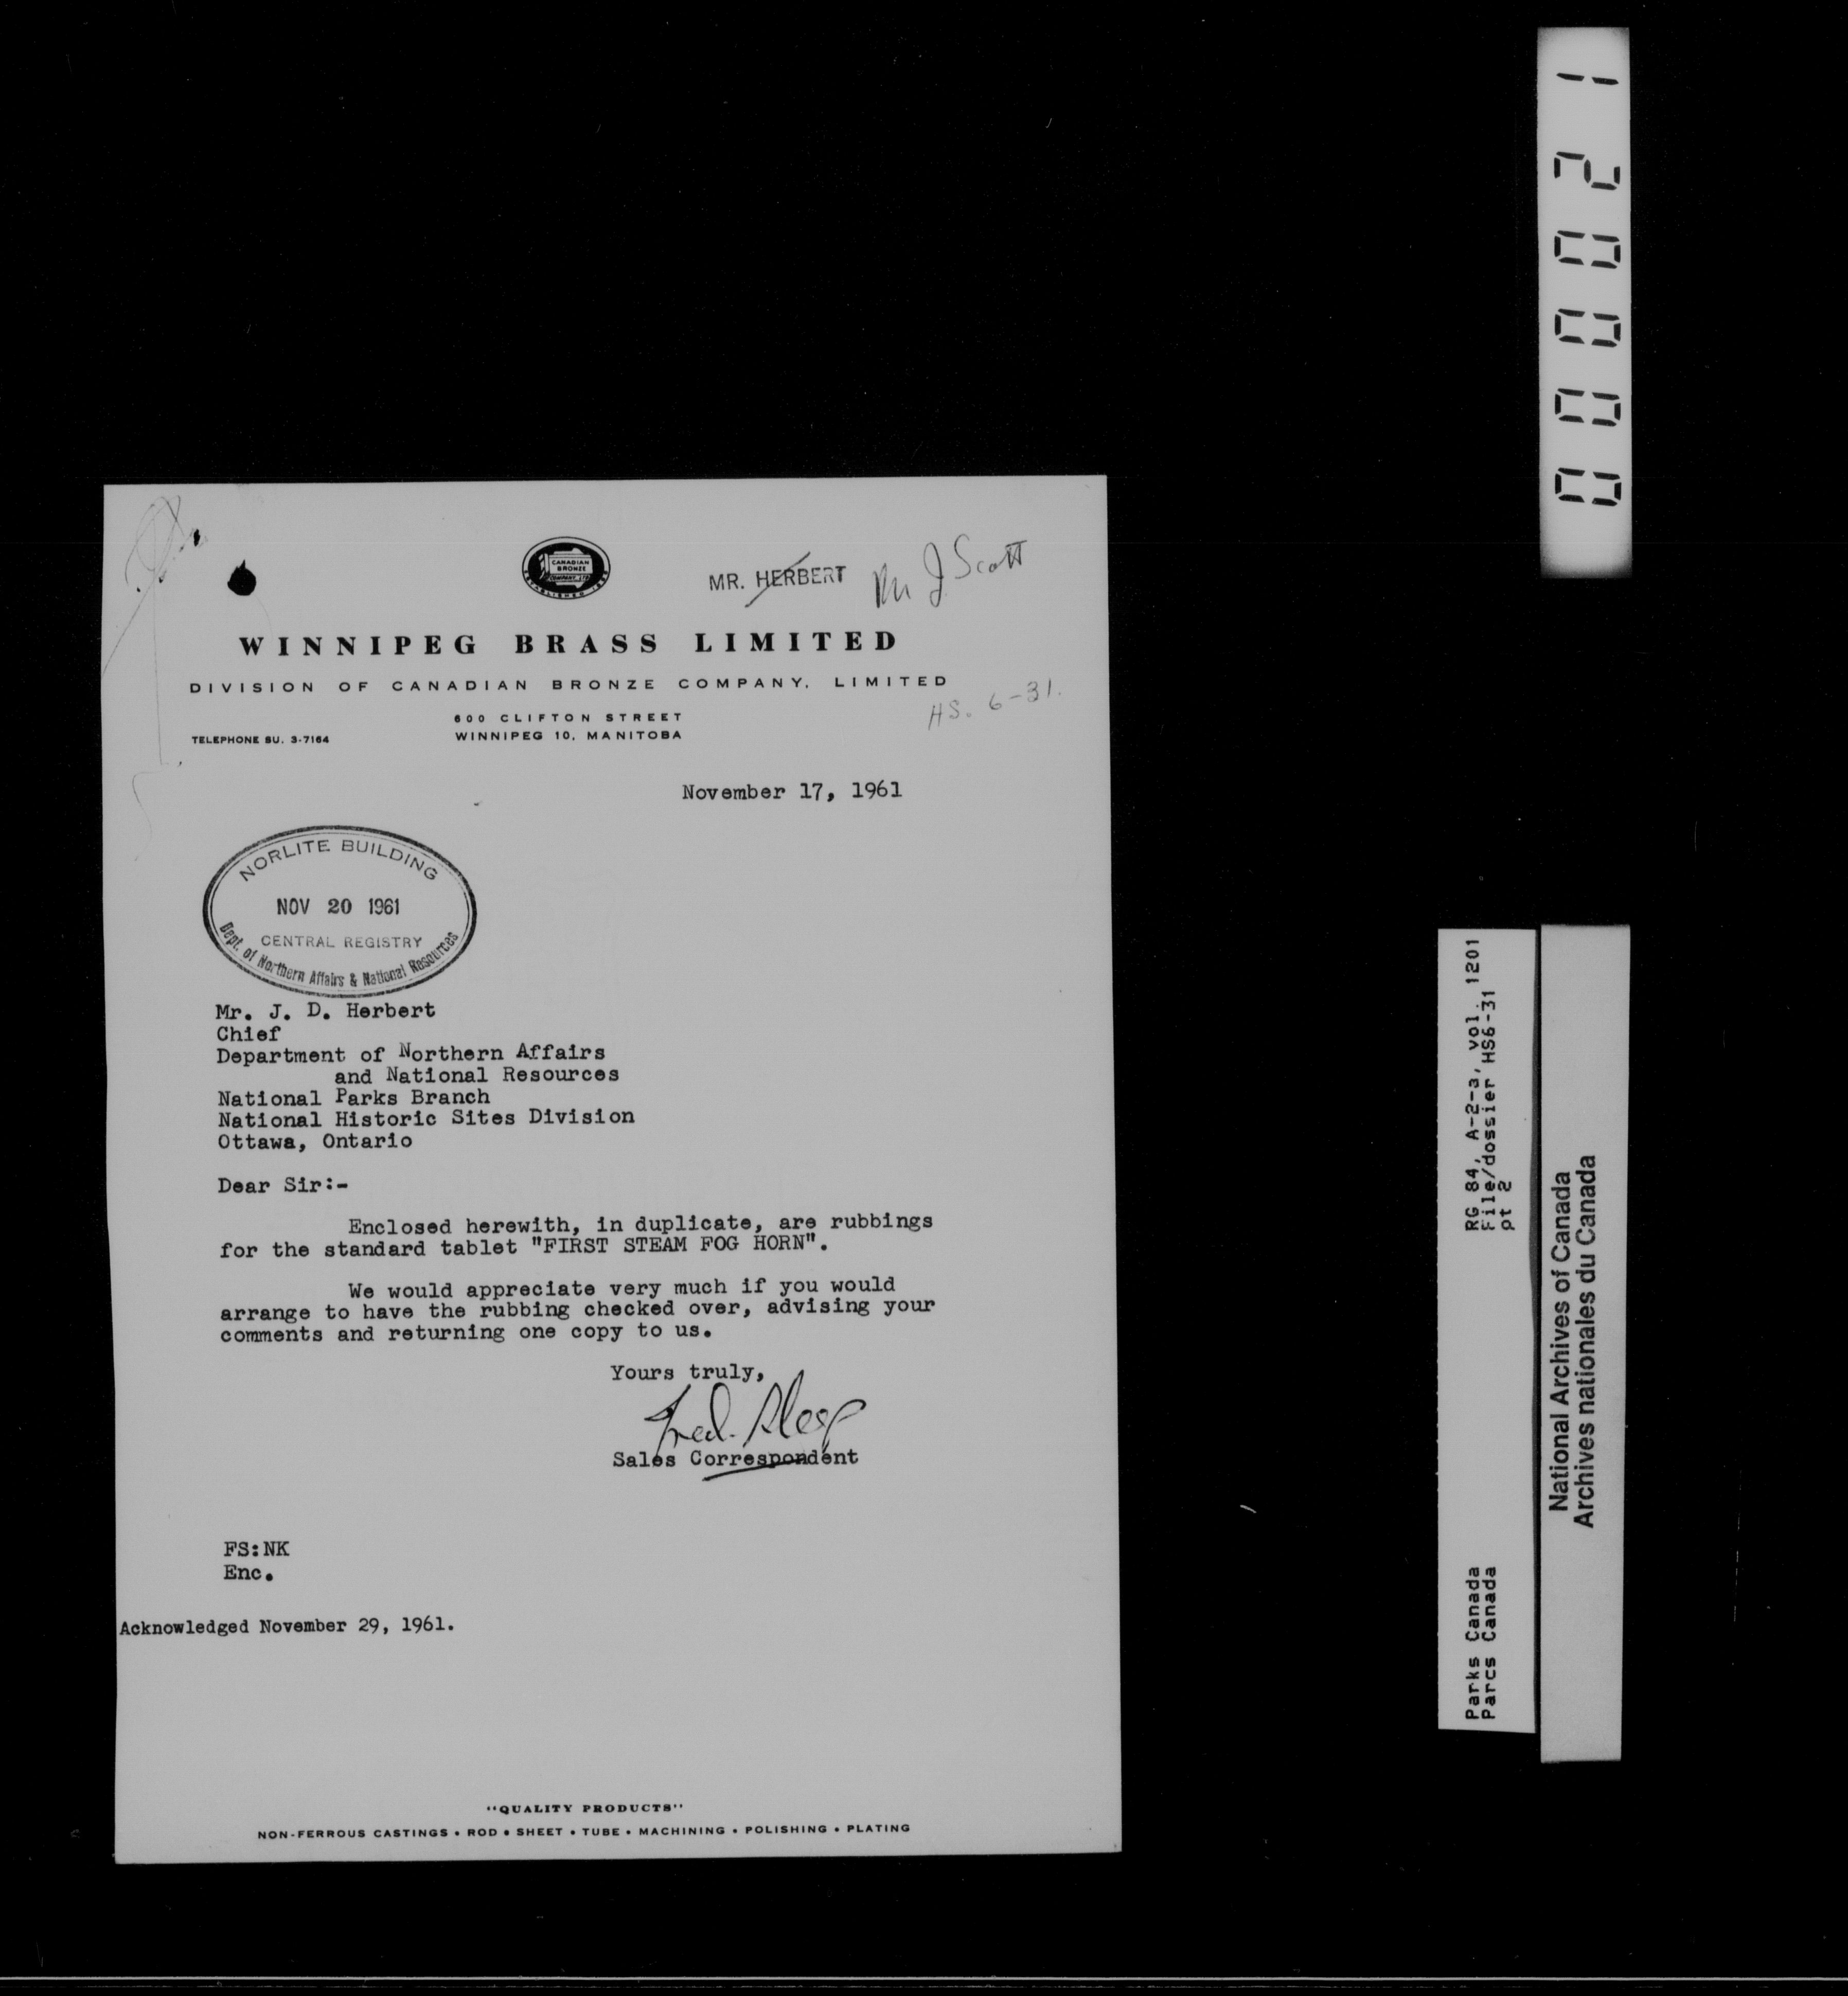 CANADIAN
BRONZE
COMPANY, LTD.
MR. HERBERT Mr J Scott
WINNIPEG BRASS LIMITED
DIVISION OF CANADIAN BRONZE COMPANY, LIMITED
HS. 6-31.
600 CLIFTON STREET
TELEPHONE SU. 3-7164
WINNIPEG 10, MANITOBA
November 17, 1961
NORLITE BUILDING
NOV 20 1961
CENTRAL REGISTRY
Dept. of Northern Affairs & National Resources
Mr. J. D. Herbert
Chief
Department of Northern Affairs
and National Resources
National Parks Branch
National Historic Sites Division
Ottawa, Ontario
Dear Sir:-
Enclosed herewith, in duplicate, are rubbings
for the standard tablet "FIRST STEAM FOG HORN".
We would appreciate very much if you would
arrange to have the rubbing checked over, advising your
comments and returning one copy to us.
Yours truly,
Fred.
Sales Correspondent
FS:NK
Enc.
Acknowledged November 29, 1961.
"QUALITY PRODUCTS"
NON-FERROUS CASTINGS • ROD • SHEET • TUBE • MACHINING • POLISHING • PLATING
000021
RG 84, A-2-a, vol. 1201
File/dossier HS6-31
pt 2
Parks Canada
Parcs Canada
National Archives of Canada
Archives nationales du Canada